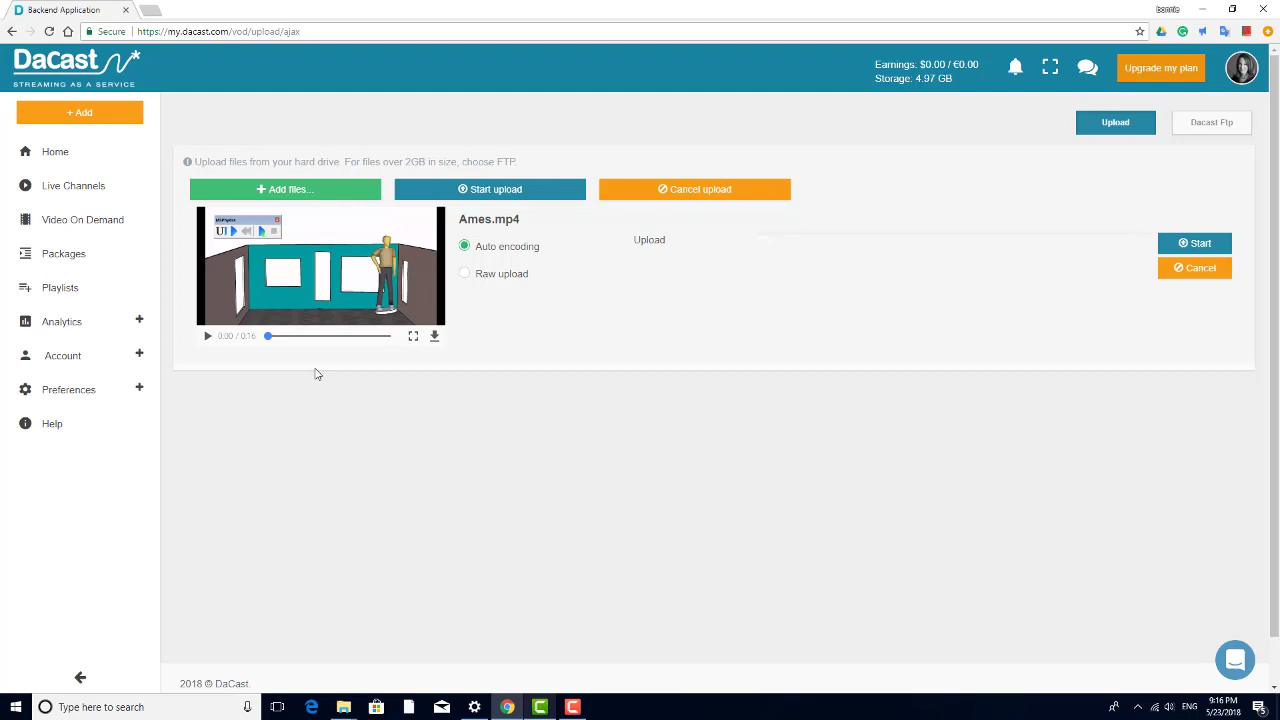 Backend Application
bonnie
Secure
https://my.dacast.com/vod/upload/ajax
DaCast
STREAMING AS A SERVICE
Earnings: $0.00 / €0.00
Storage: 4.97 GB
Upgrade my plan
+ Add
Home
Live Channels
Video On Demand
Packages
Playlists
Analytics
Account
Preferences
Help
Upload
Dacast Ftp
Upload files from your hard drive. For files over 2GB in size, choose FTP.
Add files...
Start upload
Cancel upload
UI
0:00 / 0:16
Ames.mp4
Auto encoding
Raw upload
Upload
Start
Cancel
2018 © DaCast.
Type here to search
ENG
9:16 PM
5/23/2018